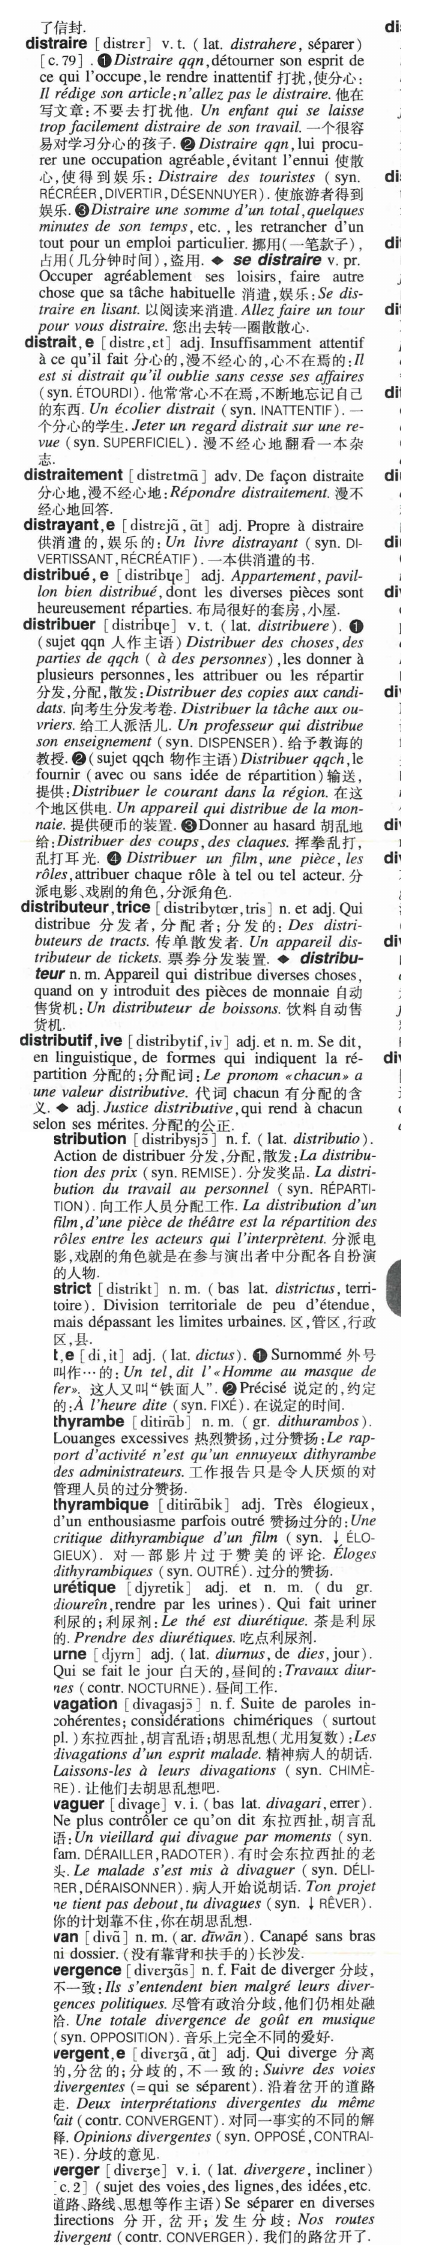 了信封.
distraire [distrɛr] v. t. ( lat. distrahere, séparer)
[c.79] . ❶ Distraire qqn, détourner son esprit de
ce qui l'occupe, le rendre inattentif 打扰,使分心:
Il rédige son article: n'allez pas le distraire. 他在
写文章:不要去打扰他. Un enfant qui se laisse
trop facilement distraire de son travail. 一个很容
易对学习分心的孩子. ❷ Distraire qqn, lui procu-
rer une occupation agréable, évitant l'ennui 使散
心,使得到娱乐: Distraire des touristes ( syn.
RÉCRÉER, DIVERTIR, DÉSENNUYER) . 使旅游者得到
娱乐. ❸ Distraire une somme d'un total, quelques
minutes de son temps, etc. , les retrancher d'un
tout pour un emploi particulier. 挪用(一笔款子),
占用(几分钟时间),盗用. ◆ se distraire v. pr.
Occuper agréablement ses loisirs, faire autre
chose que sa tâche habituelle 消遣,娱乐: Se dis-
traire en lisant. 以阅读来消遣. Allez faire un tour
pour vous distraire. 您出去转一圈散散心.
distrait, e [distrɛ, ɛt] adj. Insuffisamment attentif
à ce qu'il fait 分心的,漫不经心的,心不在焉的: Il
est si distrait qu'il oublie sans cesse ses affaires
( syn. ÉTOURDI) . 他常常心不在焉,不断地忘记自己
的东西. Un écolier distrait ( syn. INATTENTIF) . 一
个分心的学生. Jeter un regard distrait sur une re-
vue ( syn. SUPERFICIEL) . 漫不经心地翻看一本杂
志.
distraitement [distrɛtmɑ̃] adv. De façon distraite
分心地,漫不经心地: Répondre distraitement. 漫不
经心地回答.
distrayant, e [distrɛjɑ̃, ɑ̃t] adj. Propre à distraire
供消遣的,娱乐的: Un livre distrayant ( syn. DI-
VERTISSANT, RÉCRÉATIF) . 一本供消遣的书.
distribué, e [distribɥe] adj. Appartement, pavil-
lon bien distribué, dont les diverses pièces sont
heureusement réparties. 布局很好的套房,小屋.
distribuer [distribɥe] v. t. ( lat. distribuere). ❶
(sujet qqn 人作主语) Distribuer des choses, des
parties de qqch ( à des personnes) , les donner à
plusieurs personnes, les attribuer ou les répartir
分发,分配,散发: Distribuer des copies aux candi-
dats. 向考生分发考卷. Distribuer la tâche aux ou-
vriers. 给工人派活儿. Un professeur qui distribue
son enseignement ( syn. DISPENSER) . 给予教诲的
教授. ❷ (sujet qqch 物作主语) Distribuer qqch, le
fournir (avec ou sans idée de répartition) 输送,
提供: Distribuer le courant dans la région. 在这
个地区供电. Un appareil qui distribue de la mon-
naie. 提供硬币的装置. ❸ Donner au hasard 胡乱地
给: Distribuer des coups, des claques. 挥拳乱打,
乱打耳光. ❹ Distribuer un film, une pièce, les
rôles, attribuer chaque rôle à tel ou tel acteur. 分
派电影、戏剧的角色,分派角色.
distributeur, trice [distribytœr, tris] n. et adj. Qui
distribue 分发者,分配者;分发的: Des distri-
buteurs de tracts. 传单散发者. Un appareil dis-
tributeur de tickets. 票券分发装置. ◆ distribu-
teur n. m. Appareil qui distribue diverses choses,
quand on y introduit des pièces de monnaie 自动
售货机: Un distributeur de boissons. 饮料自动售
货机.
distributif, ive [distribytif, iv] adj. et n. m. Se dit,
en linguistique, de formes qui indiquent la ré-
partition 分配的;分配词: Le pronom «chacun» a
une valeur distributive. 代词 chacun 有分配的含
义. ◆ adj. Justice distributive, qui rend à chacun
selon ses mérites. 分配的公正.
stribution [distribysjɔ̃] n. f. ( lat. distributio) .
Action de distribuer 分发,分配,散发: La distribu-
tion des prix ( syn. REMISE) . 分发奖品. La distri-
bution du travail au personnel ( syn. RÉPARTI-
TION) . 向工作人员分配工作. La distribution d'un
film, d'une pièce de théâtre est la répartition des
rôles entre les acteurs qui l'interprètent. 分派电
影,戏剧的角色就是在参与演出者中分配各自扮演
的人物.
strict [distrikt] n. m. ( bas lat. districtus, terri-
toire) . Division territoriale de peu d'étendue,
mais dépassant les limites urbaines. 区,管区,行政
区,县.
t, e [di, it] adj. ( lat. dictus). ❶ Surnommé 外号
叫作…的: Un tel, dit l'«Homme au masque de
fer». 这人又叫“铁面人”. ❷ Précisé 说定的,约定
的: À l'heure dite ( syn. FIXÉ) . 在说定的时间.
thyrambe [ditirɑ̃b] n. m. ( gr. dithurambos) .
Louanges excessives 热烈赞扬,过分赞扬: Le rap-
port d'activité n'est qu'un ennuyeux dithyrambe
des administrateurs. 工作报告只是令人厌烦的对
管理人员的过分赞扬.
thyrambique [ditirɑ̃bik] adj. Très élogieux,
d'un enthousiasme parfois outré 赞扬过分的: Une
critique dithyrambique d'un film ( syn. ↓ ÉLO-
GIEUX) . 对一部影片过于赞美的评论. Éloges
dithyrambiques ( syn. OUTRÉ) . 过分的赞扬.
urétique [djyretik] adj. et n. m. ( du gr.
dioureîn, rendre par les urines) . Qui fait uriner
利尿的;利尿剂: Le thé est diurétique. 茶是利尿
的. Prendre des diurétiques. 吃点利尿剂.
urne [djyrn] adj. ( lat. diurnus, de dies, jour) .
Qui se fait le jour 白天的,昼间的: Travaux diur-
nes ( contr. NOCTURNE) . 昼间工作.
vagation [divagasjɔ̃] n. f. Suite de paroles in-
cohérentes; considérations chimériques ( surtout
pl. ) 东拉西扯,胡言乱语;胡思乱想(尤用复数): Les
divagations d'un esprit malade. 精神病人的胡话.
Laissons-les à leurs divagations ( syn. CHIMÈ-
RE) . 让他们去胡思乱想吧.
vaguer [divage] v. i. ( bas lat. divagari, errer) .
Ne plus contrôler ce qu'on dit 东拉西扯,胡言乱
语: Un vieillard qui divague par moments ( syn.
fam. DÉRAILLER, RADOTER) . 有时会东拉西扯的老
头. Le malade s'est mis à divaguer ( syn. DÉLI-
RER, DÉRAISONNER) . 病人开始说胡话. Ton projet
ne tient pas debout, tu divagues ( syn. ↓ RÊVER) .
你的计划靠不住,你在胡思乱想.
van [divɑ̃] n. m. ( ar. dīwān) . Canapé sans bras
ni dossier. (没有靠背和扶手的)长沙发.
vergence [divɛrʒɑ̃s] n. f. Fait de diverger 分歧,
不一致: Ils s'entendent bien malgré leurs diver-
gences politiques. 尽管有政治分歧,他们仍相处融
洽. Une totale divergence de goût en musique
( syn. OPPOSITION) . 音乐上完全不同的爱好.
vergent, e [divɛrʒɑ̃, ɑ̃t] adj. Qui diverge 分离
的,分岔的;分歧的,不一致的: Suivre des voies
divergentes ( = qui se séparent) . 沿着岔开的道路
走. Deux interprétations divergentes du même
fait ( contr. CONVERGENT) . 对同一事实的不同的解
释. Opinions divergentes ( syn. OPPOSÉ, CONTRAI-
RE) . 分歧的意见.
verger [divɛrʒe] v. i. ( lat. divergere, incliner)
[c. 2] ( sujet des voies, des lignes, des idées, etc.
道路、路线、思想等作主语) Se séparer en diverses
directions 分开,岔开;发生分歧: Nos routes
divergent ( contr. CONVERGER) . 我们的路岔开了.